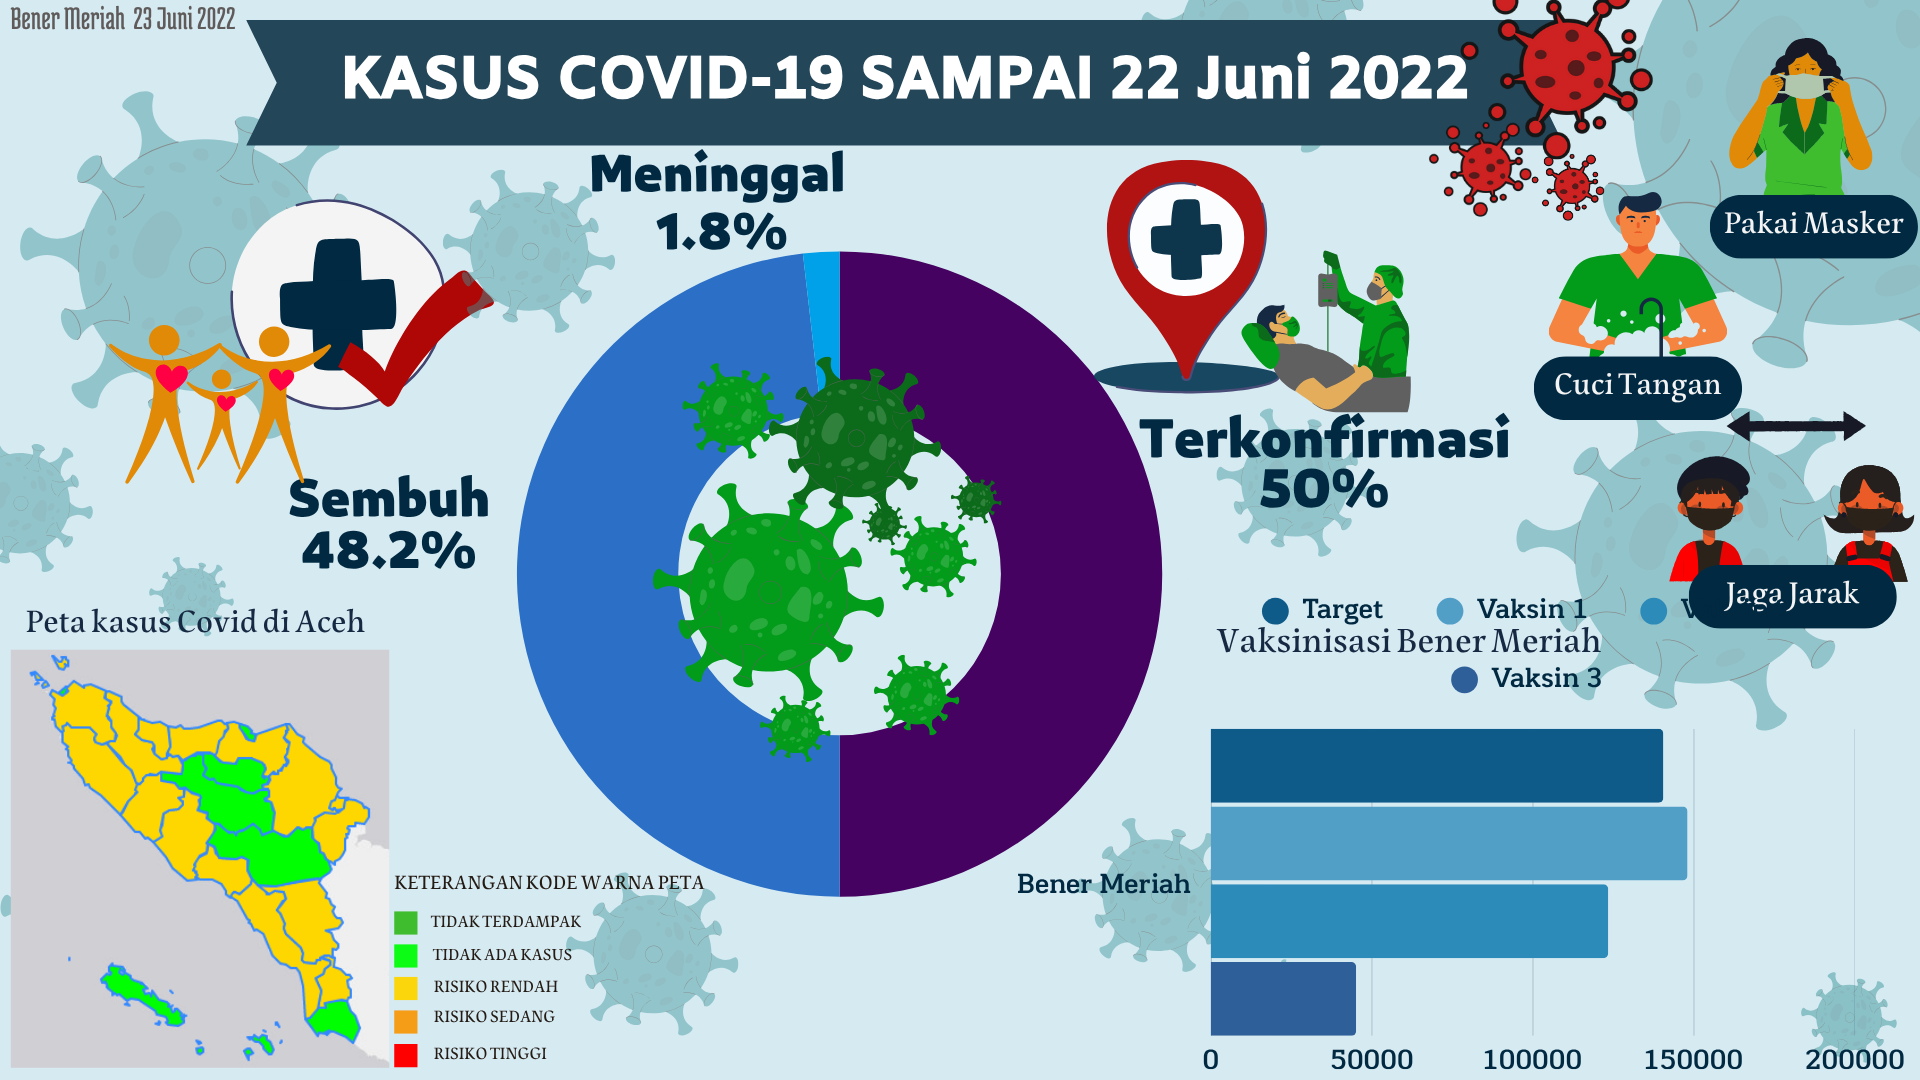 Bener Meriah 23 Juni 2022
KASUS COVID-19 SAMPAI 22 Juni 2022
Meninggal
1.8%
Pakai Masker
Cuci Tangan
Terkonfirmasi
50%
Sembuh
48.2%
Jaga Jarak
Peta kasus Covid di Aceh
Target
Vaksin 1
Vaksinisasi Bener Meriah
Vaksin 3
KETERANGAN KODE WARNA PETA
TIDAK TERDAMPAK
TIDAK ADA KASUS
RISIKO RENDAH
RISIKO SEDANG
RISIKO TINGGI
Bener Meriah
0 50000 100000 150000 200000